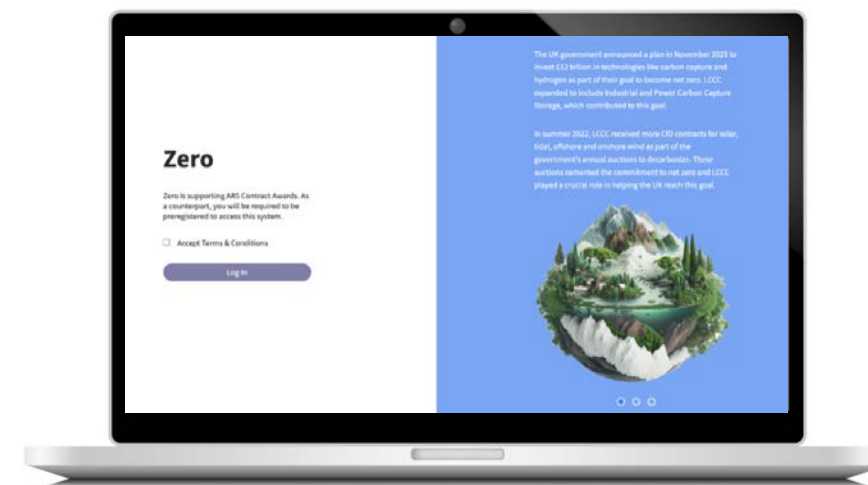 Zero
Zero is supporting AR5 Contract Awards. As
a counterpart, you will be required to be
preregistered to access this system.
Accept Terms & Conditions
Log In
The UK government announced a plan in November 2020 to
invest £12 billion in technologies like carbon capture and
hydrogen as part of their goal to become net zero. LCCC
expanded to include Industrial and Power Carbon Capture
Storage, which contributed to this goal.
In summer 2022, LCCC received more CfD contracts for solar,
tidal, offshore and onshore wind as part of the
government's annual auctions to decarbonize. These
auctions cemented the commitment to net zero and LCCC
played a crucial role in helping the UK reach this goal.